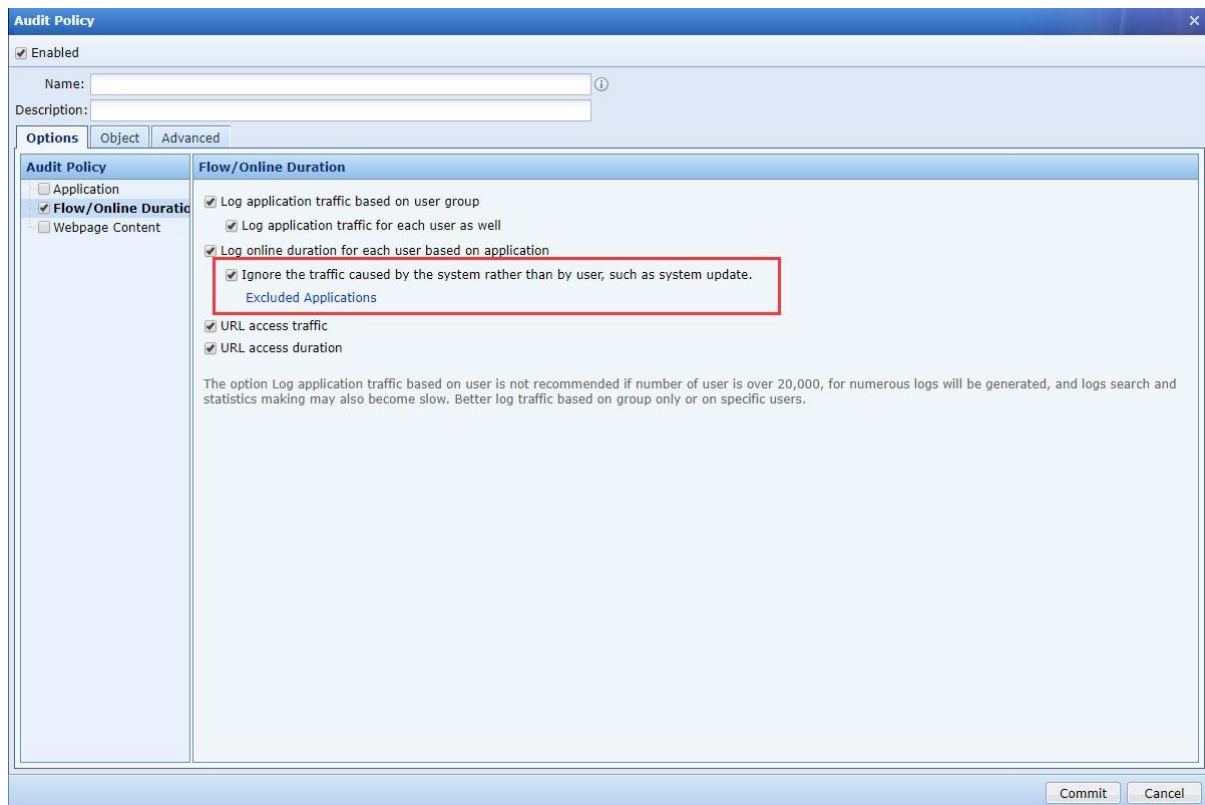 Audit Policy
Enabled
Name:
Description:
Options Object Advanced
Audit Policy
Application
Flow/Online Duratio
Webpage Content
Flow/Online Duration
Log application traffic based on user group
Log application traffic for each user as well
Log online duration for each user based on application
Ignore the traffic caused by the system rather than by user, such as system update.
Excluded Applications
URL access traffic
URL access duration
The option Log application traffic based on user is not recommended if number of user is over 20,000, for numerous logs will be generated, and logs search and
statistics making may also become slow. Better log traffic based on group only or on specific users.
Commit Cancel